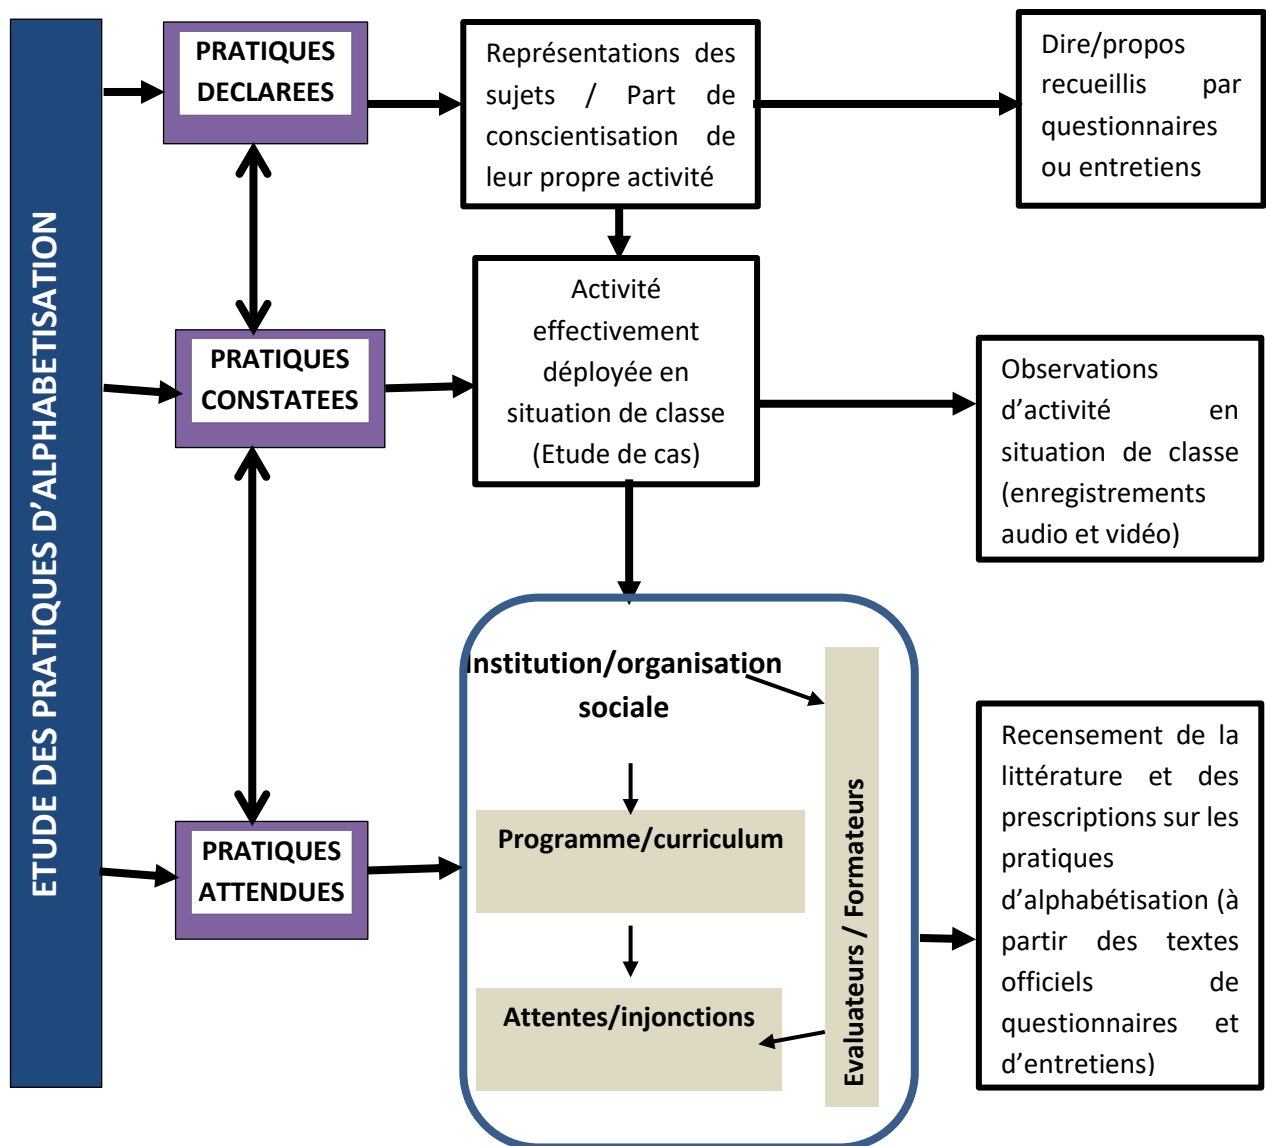 ETUDE DES PRATIQUES D’ALPHABETISATION
PRATIQUES
DECLAREES
Représentations des
sujets / Part de
conscientisation de
leur propre activité
Dire/propos
recueillis par
questionnaires
ou entretiens
PRATIQUES
CONSTATEES
Activité
effectivement
déployée en
situation de classe
(Etude de cas)
Observations
d’activité en
situation de classe
(enregistrements
audio et vidéo)
PRATIQUES
ATTENDUES
Institution/organisation
sociale
Programme/curriculum
Attentes/injonctions
Evaluateurs / Formateurs
Recensement de la
littérature et des
prescriptions sur les
pratiques
d’alphabétisation (à
partir des textes
officiels de
questionnaires et
d’entretiens)